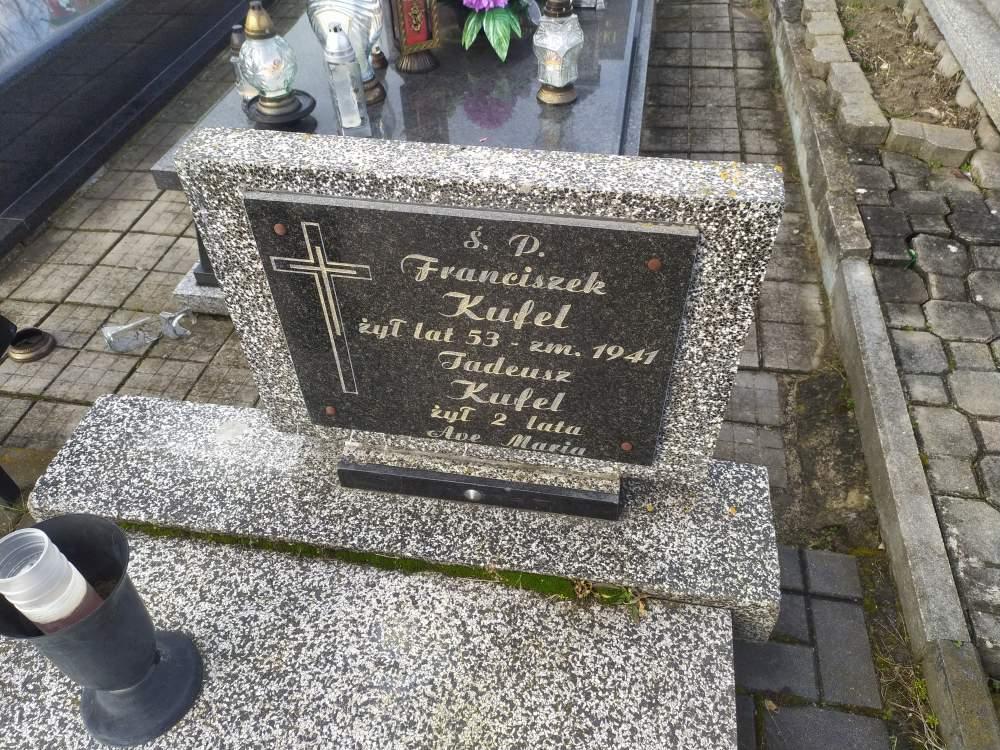 Ś. P.
Franciszek
Kufel
żył lat 53 - zm. 1941
Tadeusz
Kufel
żył 2 lata
Ave Maria